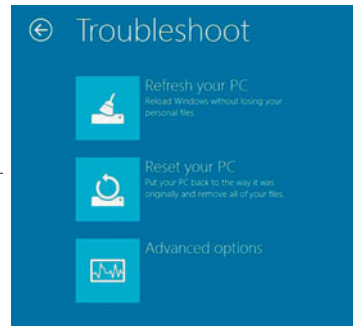 Troubleshoot
Refresh your PC
Reload Windows without losing your
personal files.
Reset your PC
Put your PC back to the way it was
originally and remove all of your files.
Advanced options